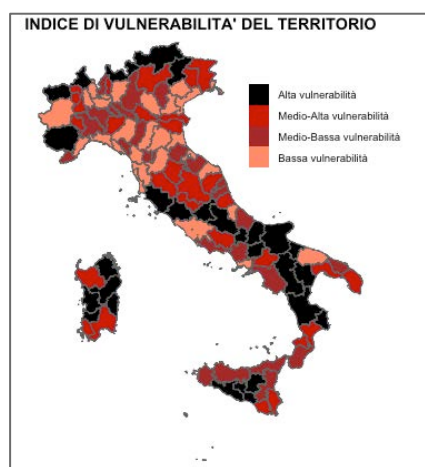 INDICE DI VULNERABILITA' DEL TERRITORIO
Alta vulnerabilità
Medio-Alta vulnerabilità
Medio-Bassa vulnerabilità
Bassa vulnerabilità